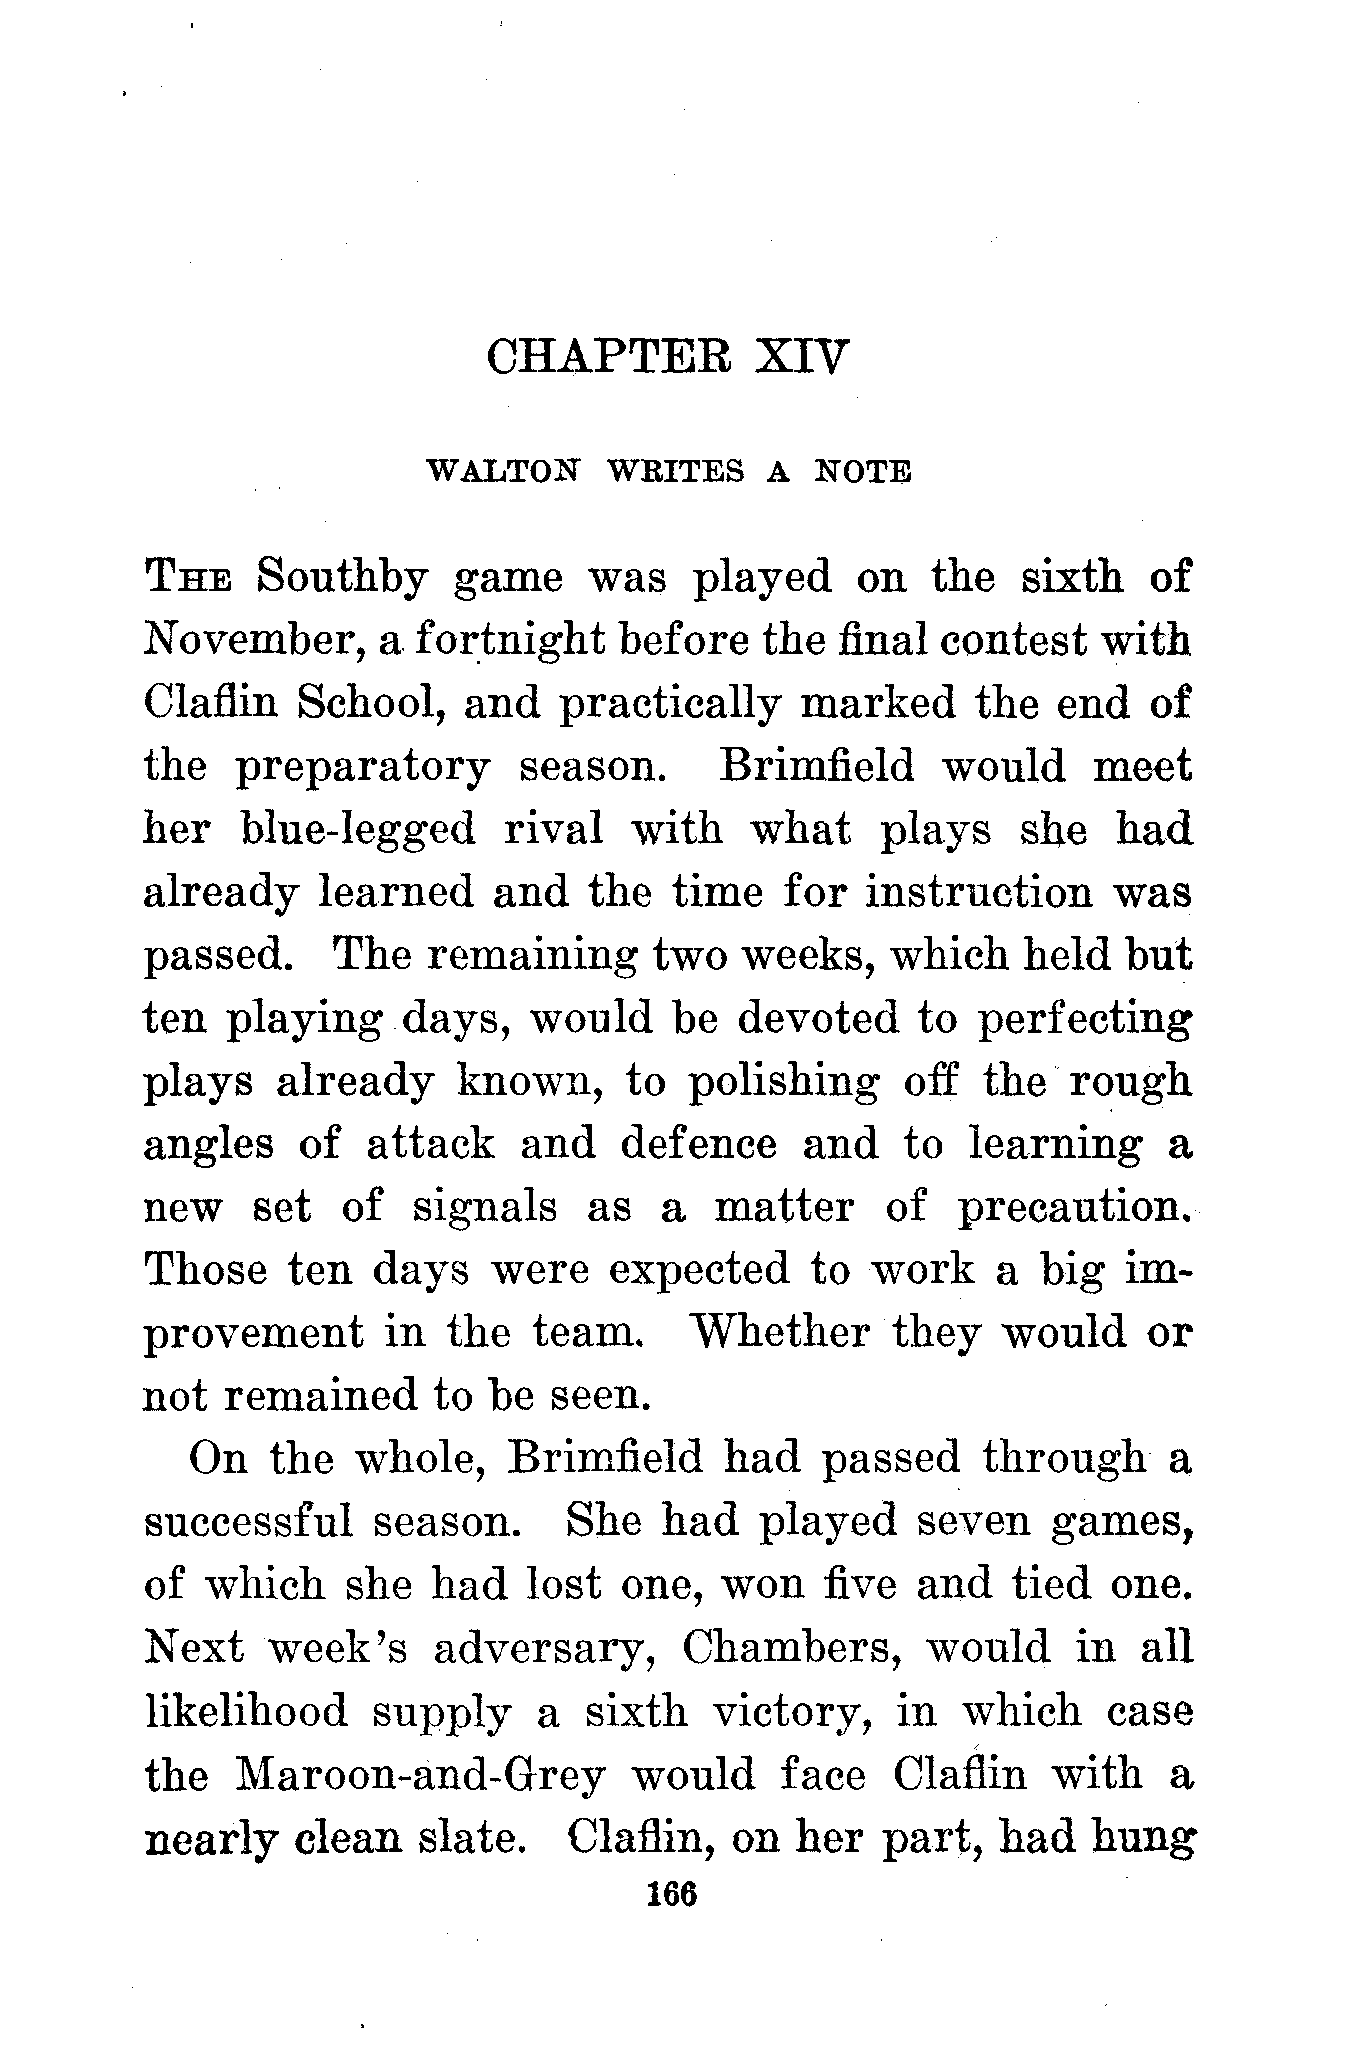 CHAPTER XIV
WALTON WRITES A NOTE
THE Southby game was played on the sixth of
November, a fortnight before the final contest with
Claflin School, and practically marked the end of
the preparatory season. Brimfield would meet
her blue-legged rival with what plays she had
already learned and the time for instruction was
passed. The remaining two weeks, which held but
ten playing days, would be devoted to perfecting
plays already known, to polishing off the rough
angles of attack and defence and to learning a
new set of signals as a matter of precaution.
Those ten days were expected to work a big im-
provement in the team. Whether they would or
not remained to be seen.
On the whole, Brimfield had passed through a
successful season. She had played seven games,
of which she had lost one, won five and tied one.
Next week's adversary, Chambers, would in all
likelihood supply a sixth victory, in which case
the Maroon-and-Grey would face Claflin with a
nearly clean slate. Claflin, on her part, had hung
166